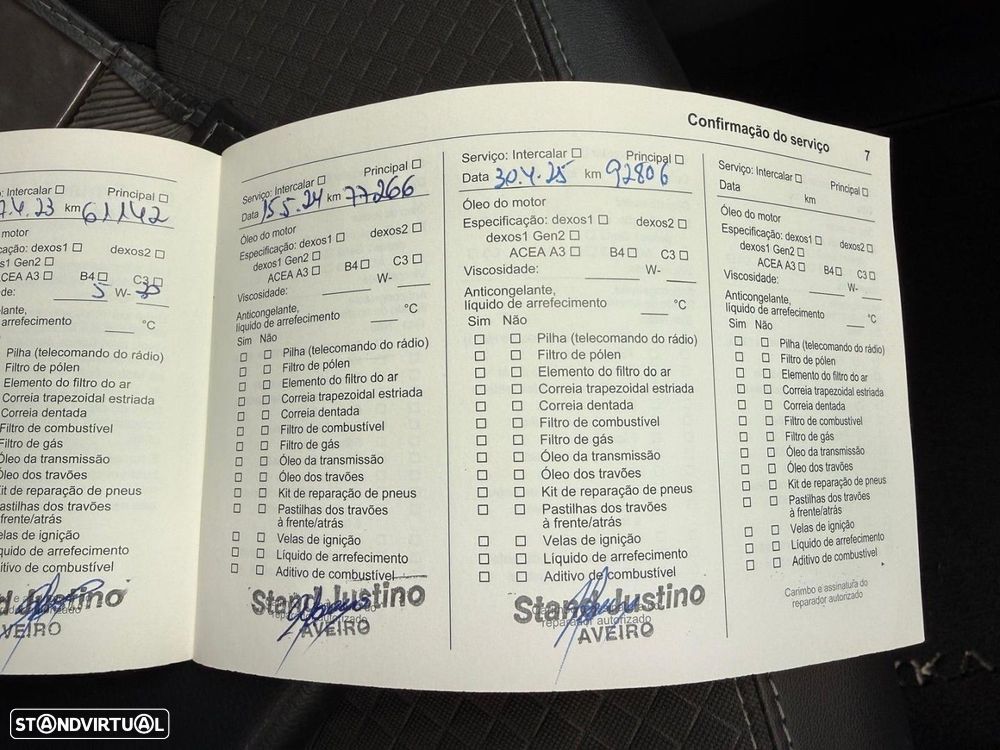 Confirmação do serviço 7
: Intercalar Principal
.4.23 km 61142
motor
cação: dexos1 dexos2
s1 Gen2
ACEA A3 B4 C3
de: 5 W- 30
lante,
arrefecimento °C
Pilha (telecomando do rádio)
Filtro de pólen
Elemento do filtro do ar
Correia trapezoidal estriada
Correia dentada
Filtro de combustível
Filtro de gás
Óleo da transmissão
Óleo dos travões
Kit de reparação de pneus
Pastilhas dos travões
à frente/atrás
Velas de ignição
Líquido de arrefecimento
ditivo de combustível
Stand Justino
AVEIRO
Serviço: Intercalar Principal
Data 15.5.24 km 77266
Óleo do motor
Especificação: dexos1 dexos2
dexos1 Gen2
ACEA A3 B4 C3
Viscosidade: W-
Anticongelante,
líquido de arrefecimento °C
Sim Não
Pilha (telecomando do rádio)
Filtro de pólen
Elemento do filtro do ar
Correia trapezoidal estriada
Correia dentada
Filtro de combustível
Filtro de gás
Óleo da transmissão
Óleo dos travões
Kit de reparação de pneus
Pastilhas dos travões
à frente/atrás
Velas de ignição
Líquido de arrefecimento
Aditivo de combustível
Stand Justino
AVEIRO
Serviço: Intercalar Principal
Data 30.4.25 km 92806
Óleo do motor
Especificação: dexos1 dexos2
dexos1 Gen2
ACEA A3 B4 C3
Viscosidade: W-
Anticongelante,
líquido de arrefecimento °C
Sim Não
Pilha (telecomando do rádio)
Filtro de pólen
Elemento do filtro do ar
Correia trapezoidal estriada
Correia dentada
Filtro de combustível
Filtro de gás
Óleo da transmissão
Óleo dos travões
Kit de reparação de pneus
Pastilhas dos travões
à frente/atrás
Velas de ignição
Líquido de arrefecimento
Aditivo de combustível
Stand Justino
reparador autorizado
AVEIRO
Serviço: Intercalar Principal
Data km
Óleo do motor
Especificação: dexos1 dexos2
dexos1 Gen2
ACEA A3 B4 C3
Viscosidade: W-
Anticongelante,
líquido de arrefecimento °C
Sim Não
Pilha (telecomando do rádio)
Filtro de pólen
Elemento do filtro do ar
Correia trapezoidal estriada
Correia dentada
Filtro de combustível
Filtro de gás
Óleo da transmissão
Óleo dos travões
Kit de reparação de pneus
Pastilhas dos travões
à frente/atrás
Velas de ignição
Líquido de arrefecimento
Aditivo de combustível
Carimbo e assinatura do
reparador autorizado
STANDVIRTUAL